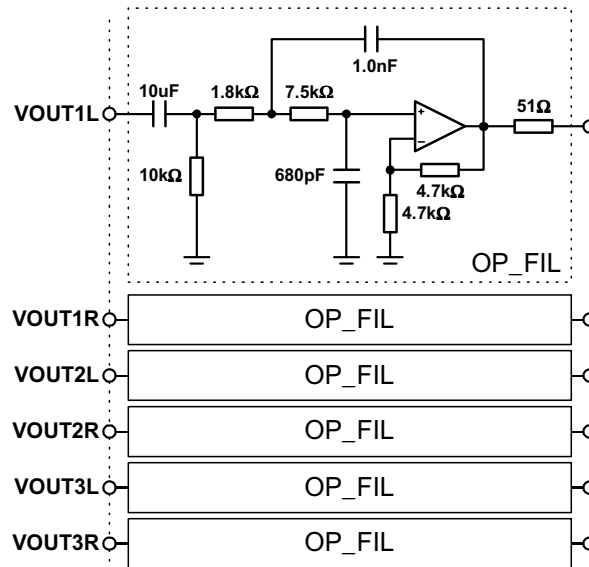 1.0nF
10uF
1.8kΩ
7.5kΩ
VOUT1L
51Ω
10kΩ
680pF
4.7kΩ
4.7kΩ
OP_FIL
VOUT1R
OP_FIL
VOUT2L
OP_FIL
VOUT2R
OP_FIL
VOUT3L
OP_FIL
VOUT3R
OP_FIL